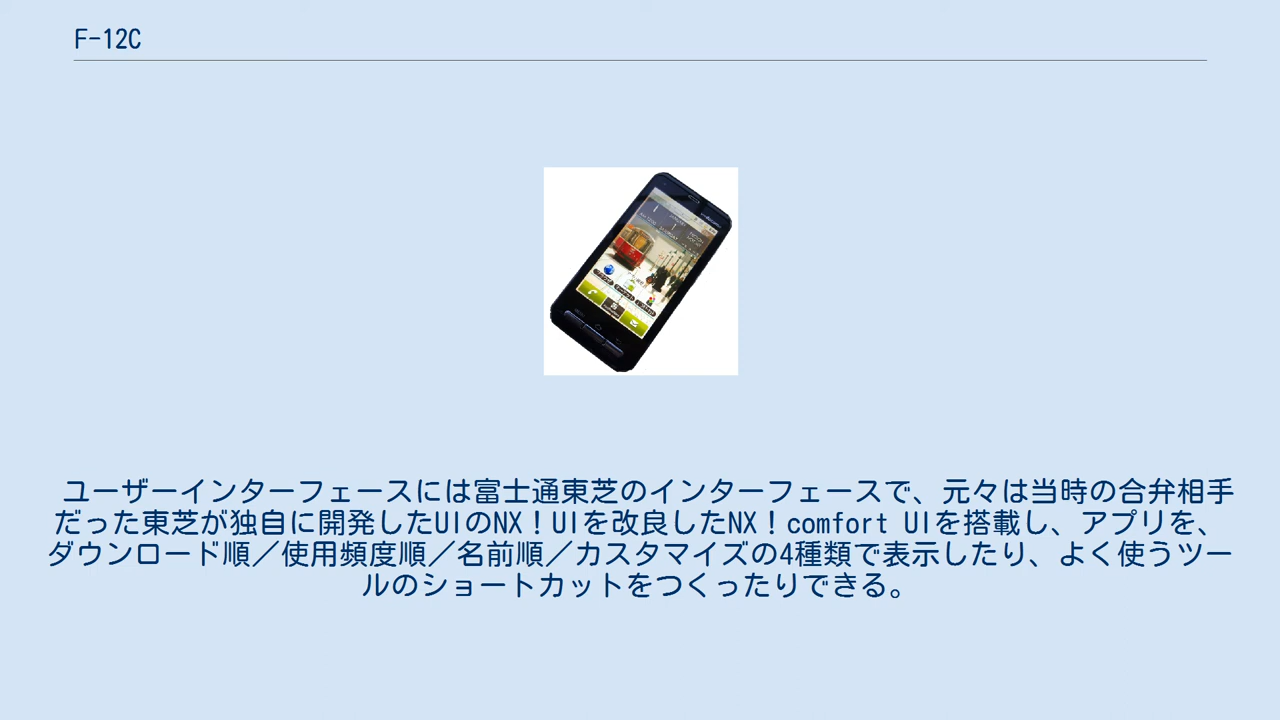 F-12C
ユーザーインターフェースには富士通東芝のインターフェースで、元々は当時の合弁相手
だった東芝が独自に開発したUIのNX！UIを改良したNX！comfort UIを搭載し、アプリを、
ダウンロード順／使用頻度順／名前順／カスタマイズの4種類で表示したり、よく使うツー
ルのショートカットをつくったりできる。